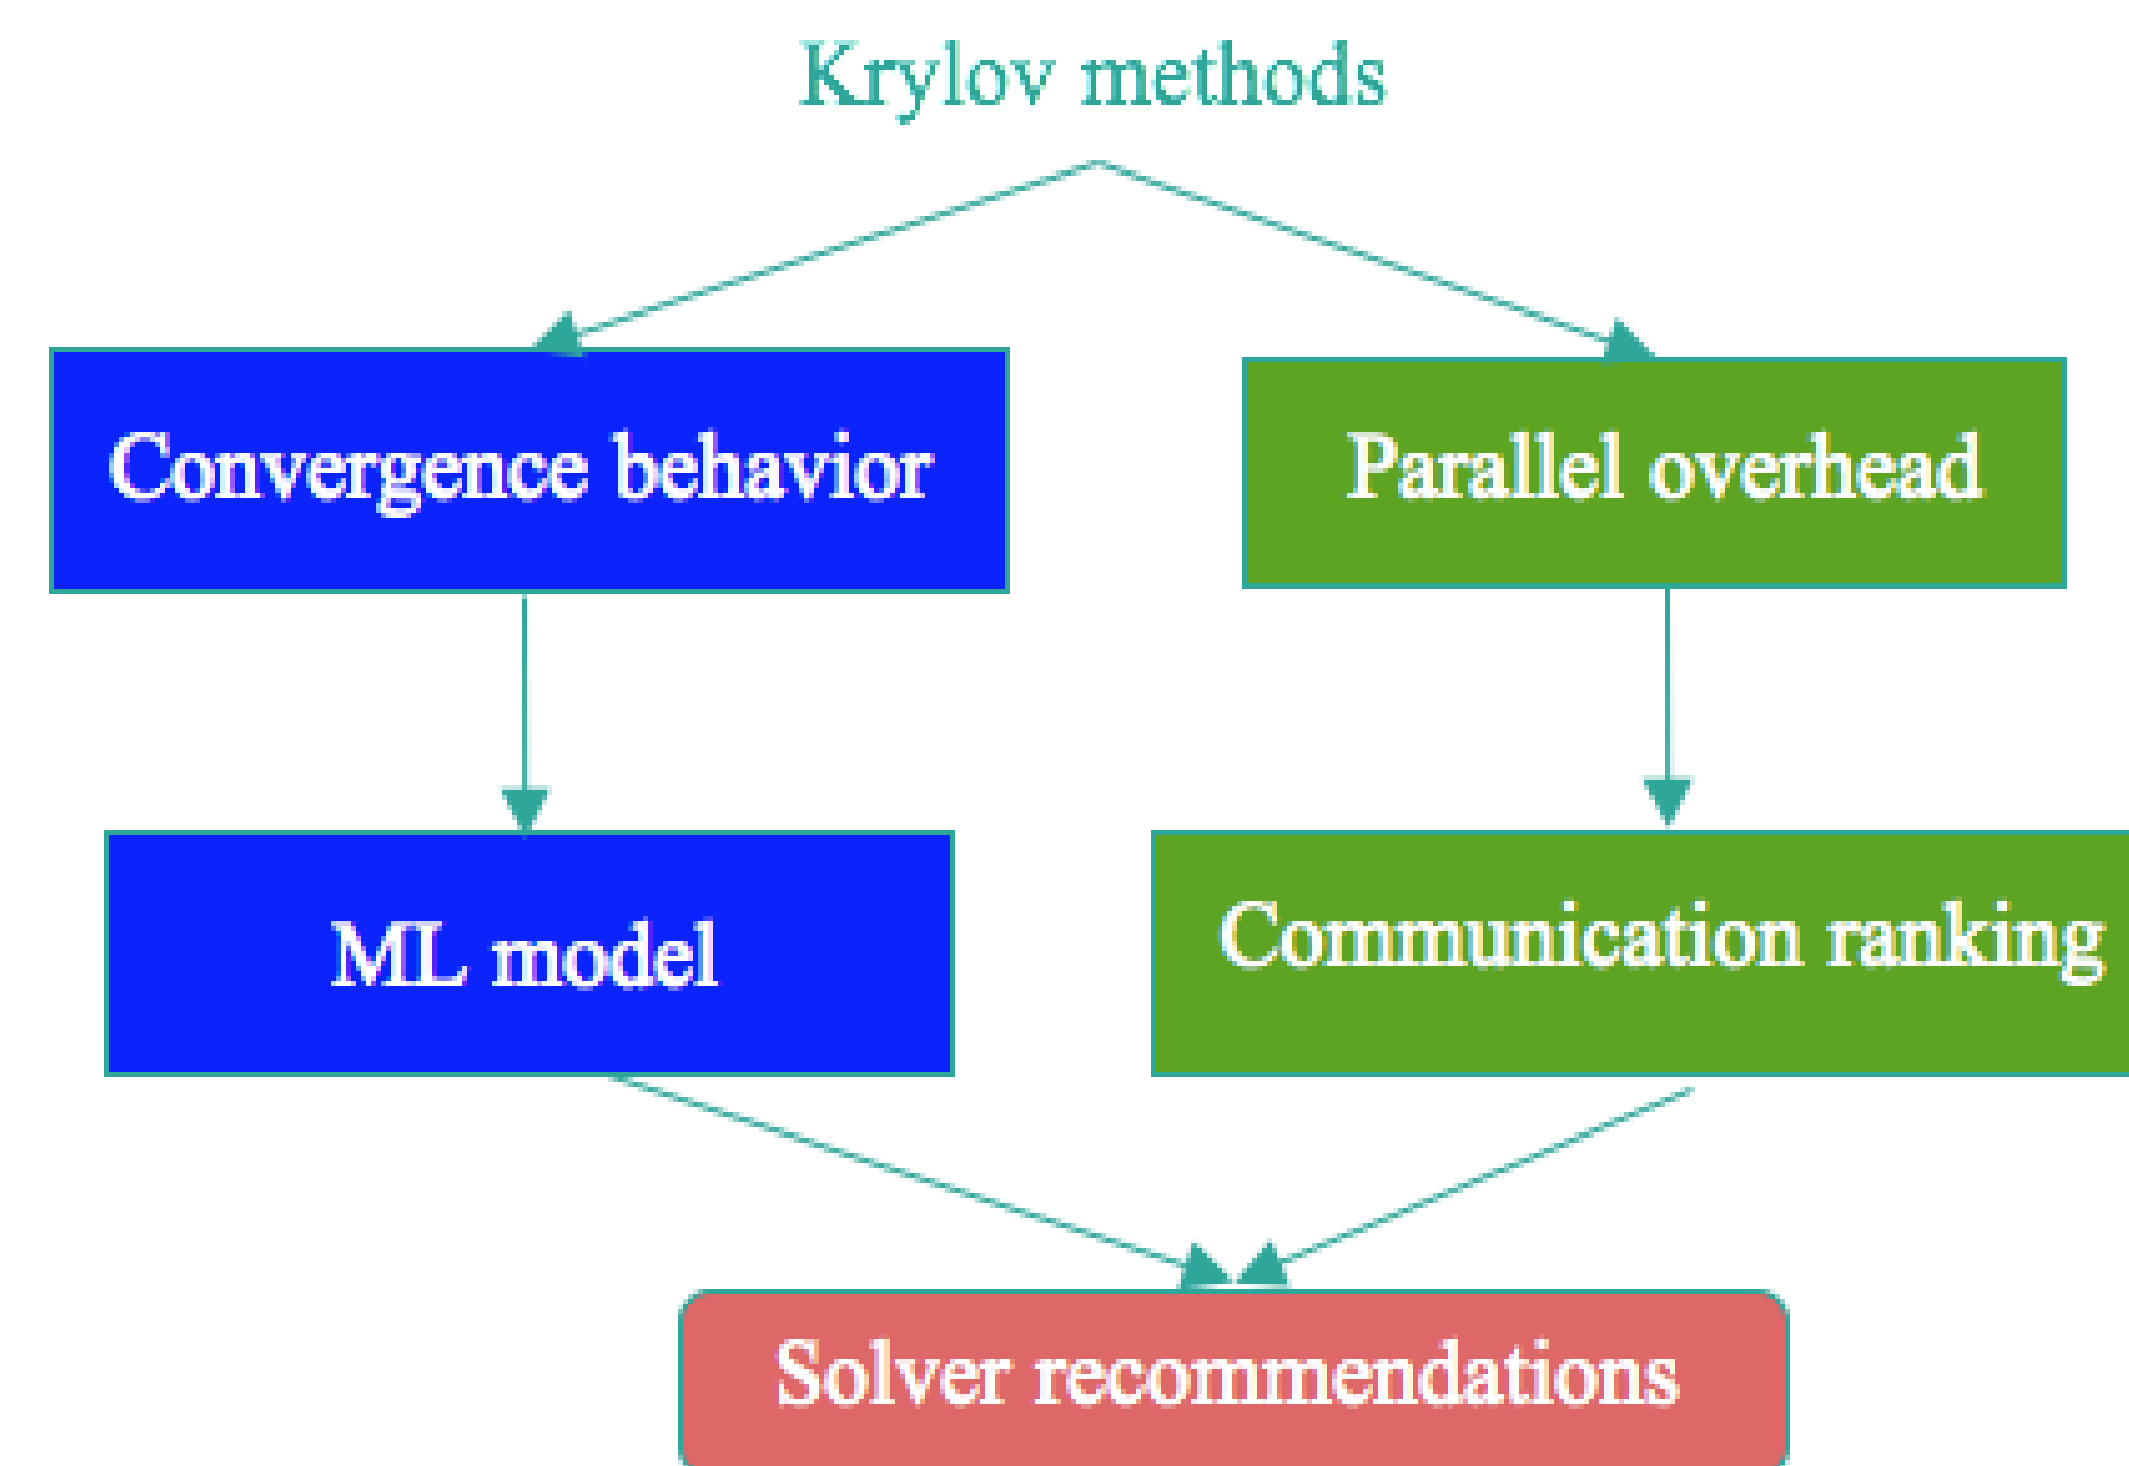 Krylov methods
Convergence behavior
Parallel overhead
ML model
Communication ranking
Solver recommendations